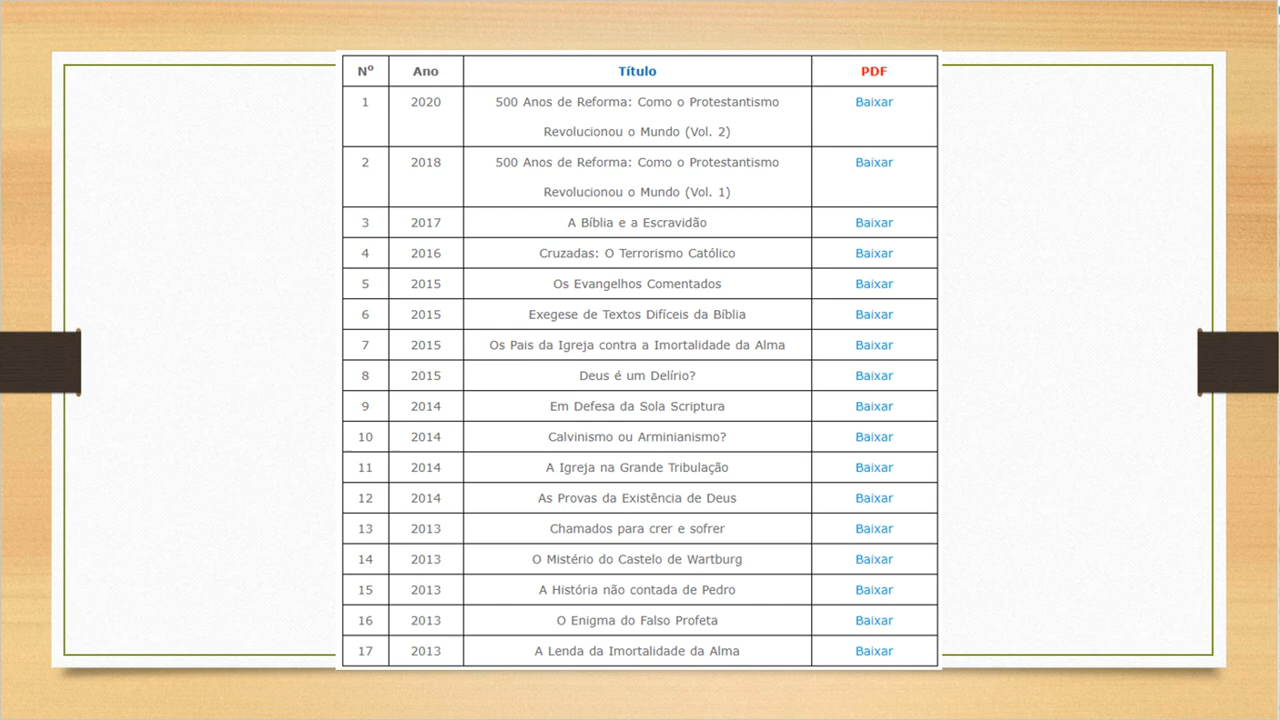 Nº Ano Título PDF
1 2020 500 Anos de Reforma: Como o Protestantismo Baixar
Revolucionou o Mundo (Vol. 2)
2 2018 500 Anos de Reforma: Como o Protestantismo Baixar
Revolucionou o Mundo (Vol. 1)
3 2017 A Bíblia e a Escravidão Baixar
4 2016 Cruzadas: O Terrorismo Católico Baixar
5 2015 Os Evangelhos Comentados Baixar
6 2015 Exegese de Textos Difíceis da Bíblia Baixar
7 2015 Os Pais da Igreja contra a Imortalidade da Alma Baixar
8 2015 Deus é um Delírio? Baixar
9 2014 Em Defesa da Sola Scriptura Baixar
10 2014 Calvinismo ou Arminianismo? Baixar
11 2014 A Igreja na Grande Tribulação Baixar
12 2014 As Provas da Existência de Deus Baixar
13 2013 Chamados para crer e sofrer Baixar
14 2013 O Mistério do Castelo de Wartburg Baixar
15 2013 A História não contada de Pedro Baixar
16 2013 O Enigma do Falso Profeta Baixar
17 2013 A Lenda da Imortalidade da Alma Baixar